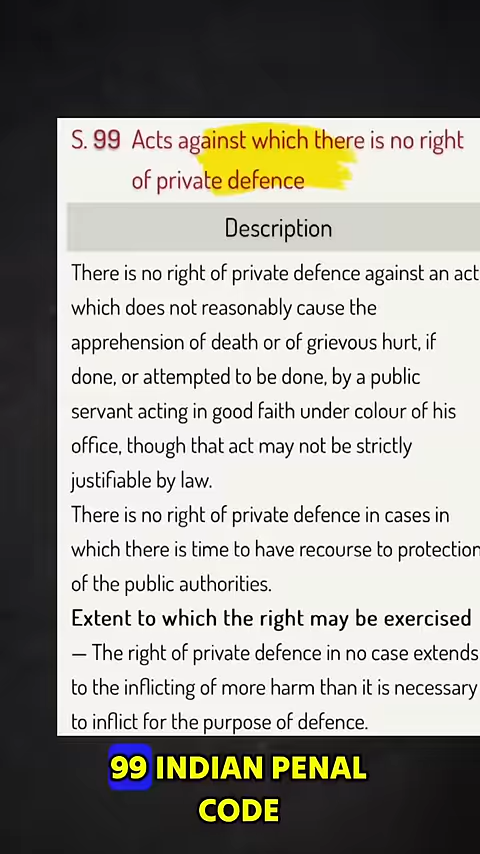 S. 99 Acts against which there is no right
of private defence
Description
There is no right of private defence against an act
which does not reasonably cause the
apprehension of death or of grievous hurt, if
done, or attempted to be done, by a public
servant acting in good faith under colour of his
office, though that act may not be strictly
justifiable by law.
There is no right of private defence in cases in
which there is time to have recourse to protection
of the public authorities.
Extent to which the right may be exercised
— The right of private defence in no case extends
to the inflicting of more harm than it is necessary
to inflict for the purpose of defence.
99 INDIAN PENAL
CODE